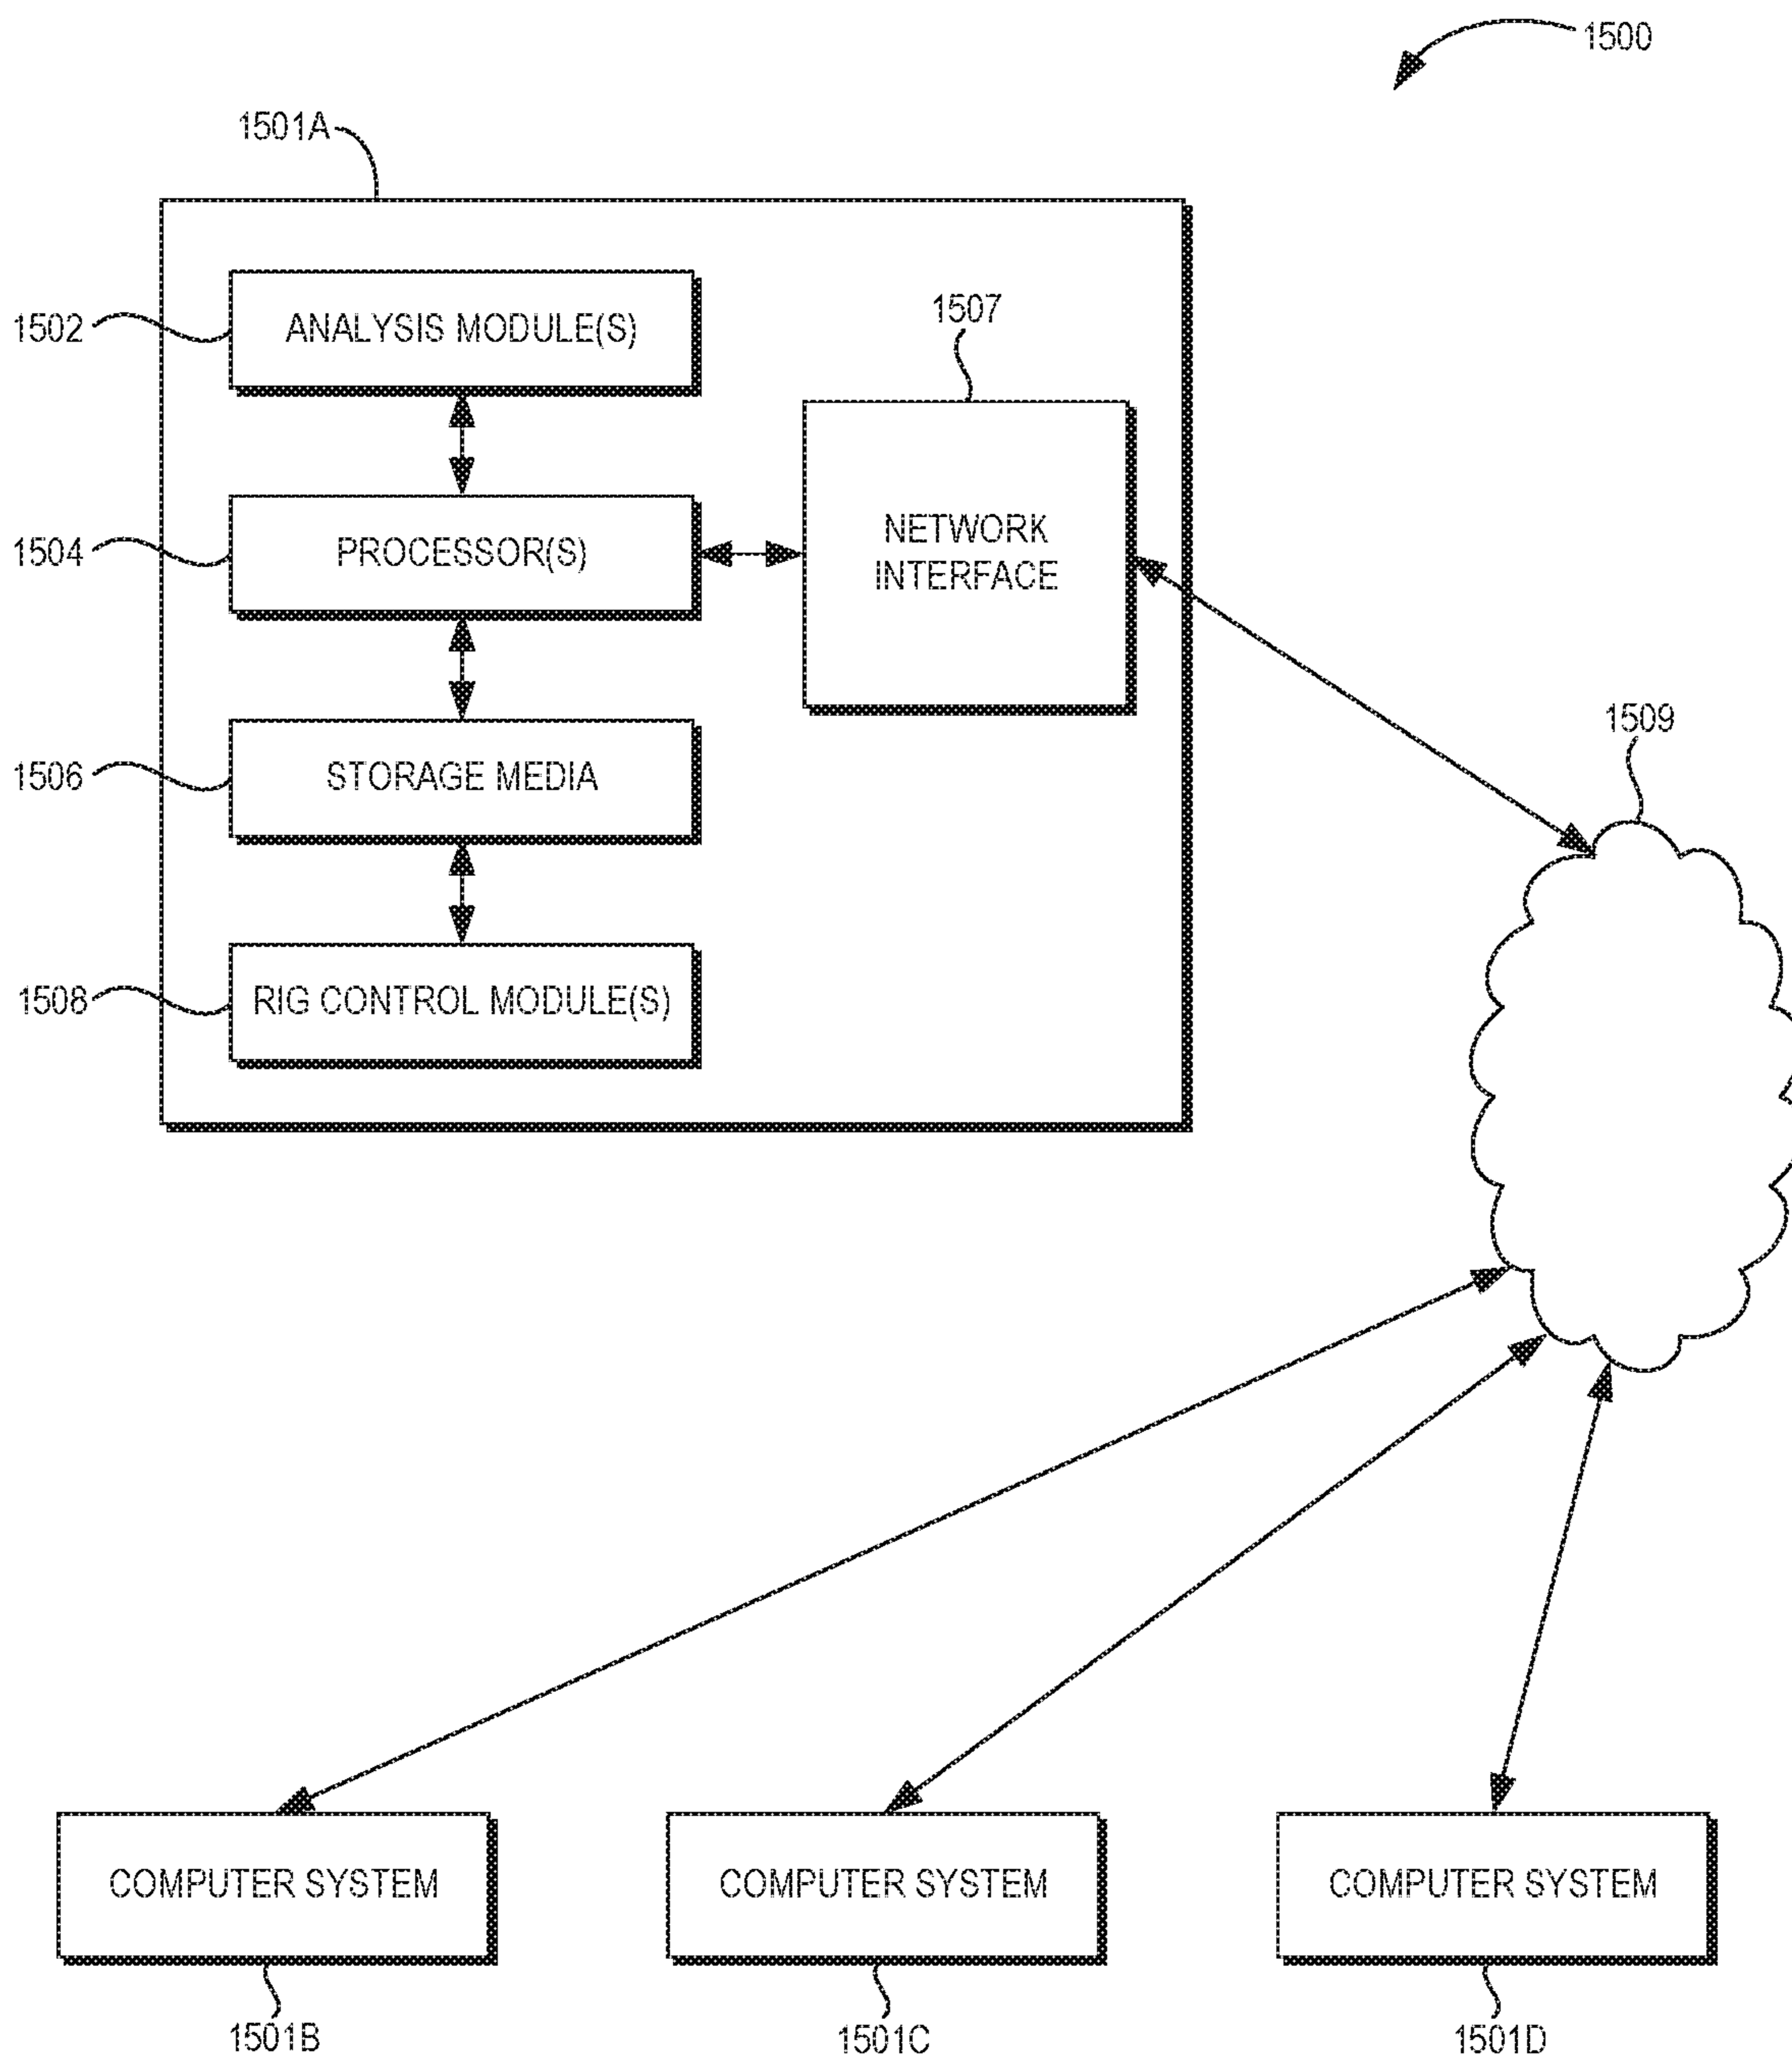 1500
1501A
1502
ANALYSIS MODULE(S)
1507
1504
PROCESSOR(S)
NETWORK
INTERFACE
1509
1506
STORAGE MEDIA
1508
RIG CONTROL MODULE(S)
COMPUTER SYSTEM
COMPUTER SYSTEM
COMPUTER SYSTEM
1501B
1501C
1501D